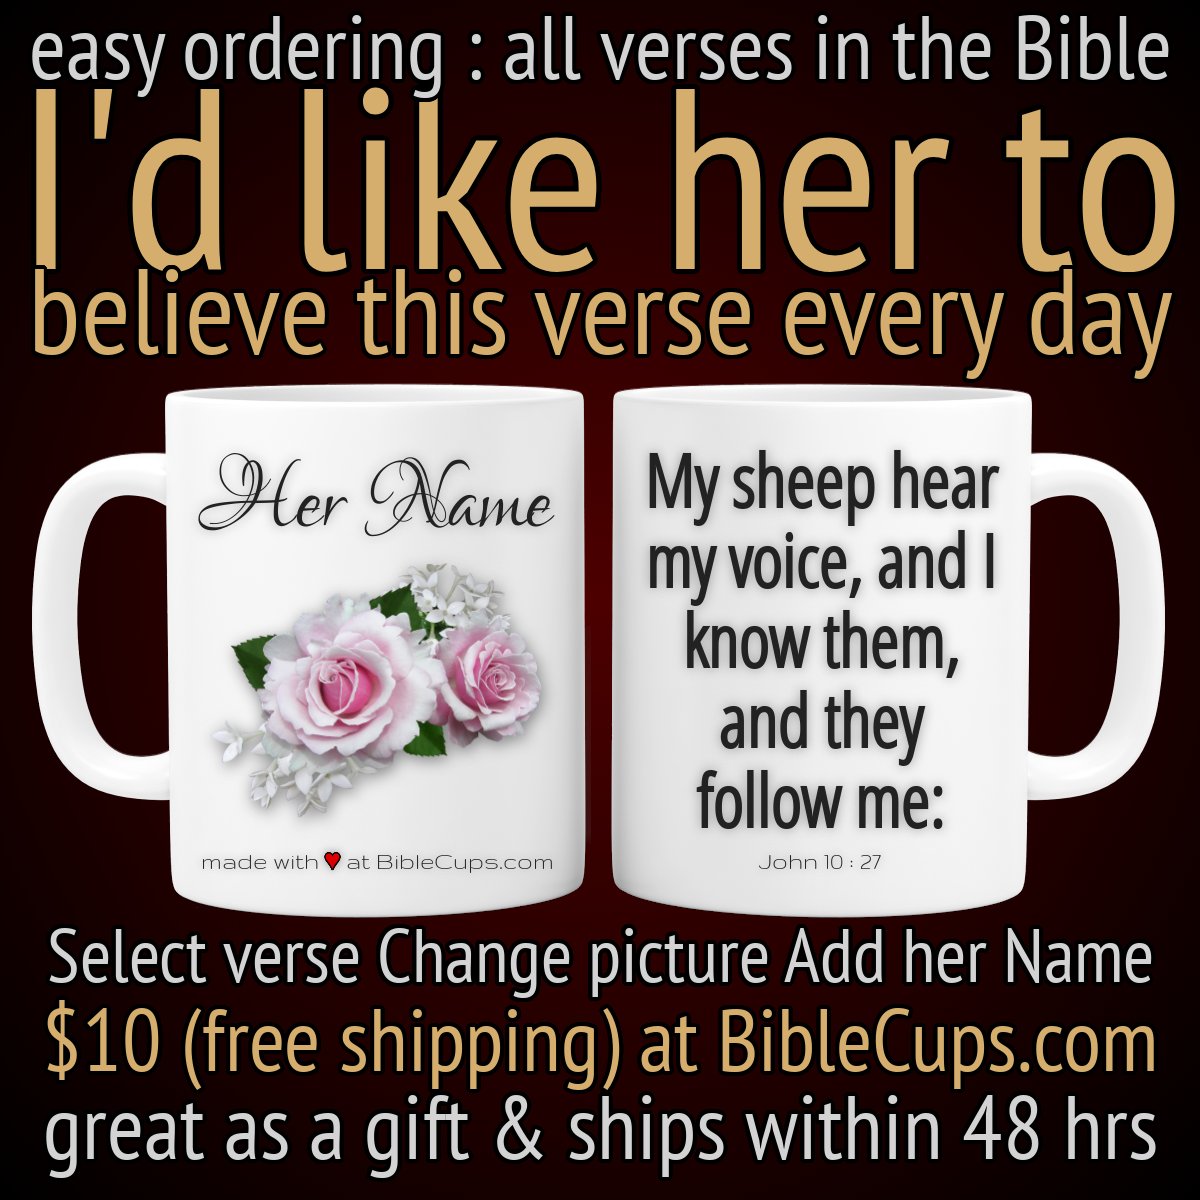 easy ordering : all verses in the Bible
I'd like her to
believe this verse every day
Her Name
made with at BibleCups.com
My sheep hear
my voice, and I
know them,
and they
follow me:
John 10 : 27
Select verse Change picture Add her Name
$10 (free shipping) at BibleCups.com
great as a gift & ships within 48 hrs